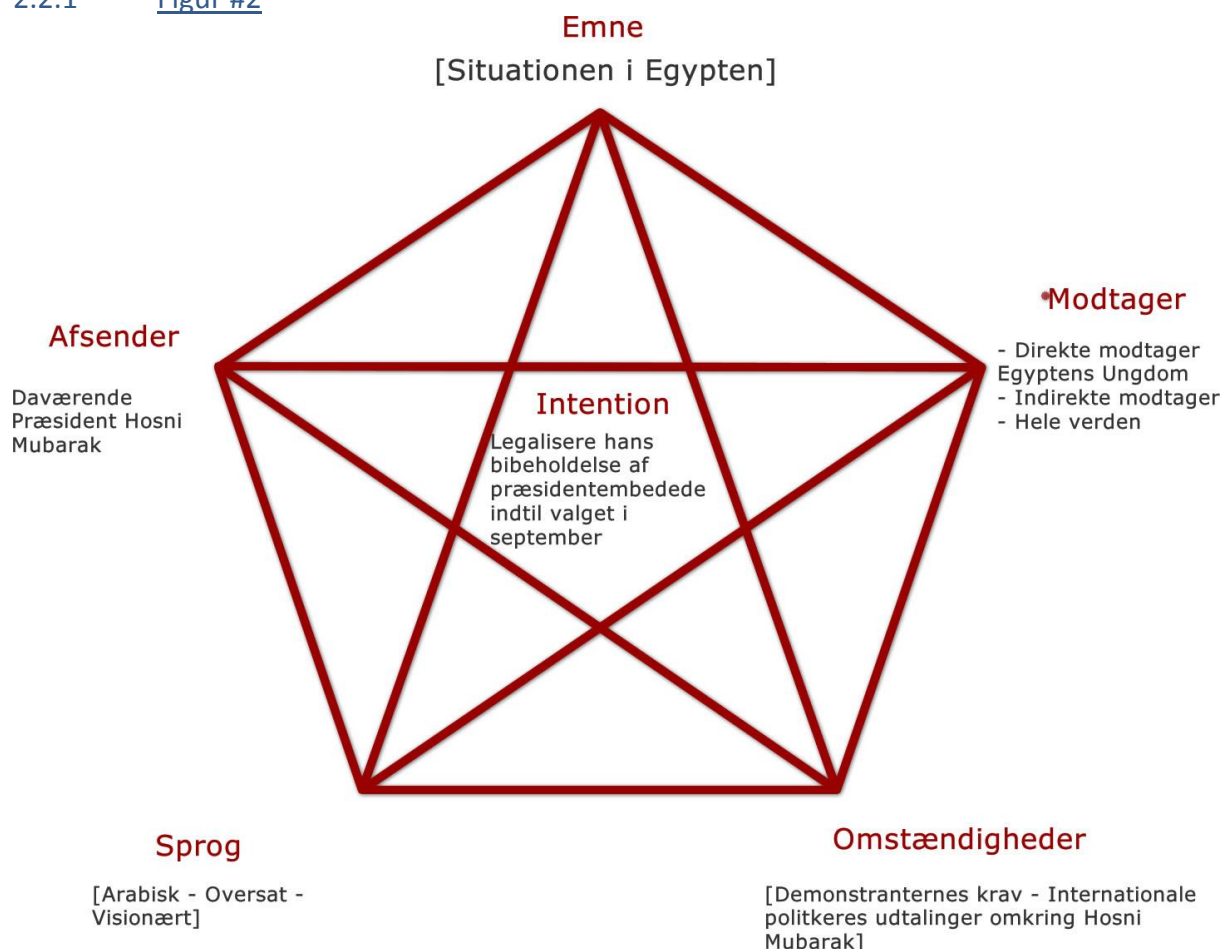 2.2.1 Figur #2
Emne
[Situationen i Egypten]
Afsender
Daværende
Præsident Hosni
Mubarak
Modtager
- Direkte modtager
Egyptens Ungdom
- Indirekte modtager
- Hele verden
Intention
Legalisere hans
bibeholdelse af
præsidentembedede
indtil valget i
september
Sprog
[Arabisk - Oversat -
Visionært]
Omstændigheder
[Demonstranternes krav - Internationale
politkeres udtalinger omkring Hosni
Mubarak]